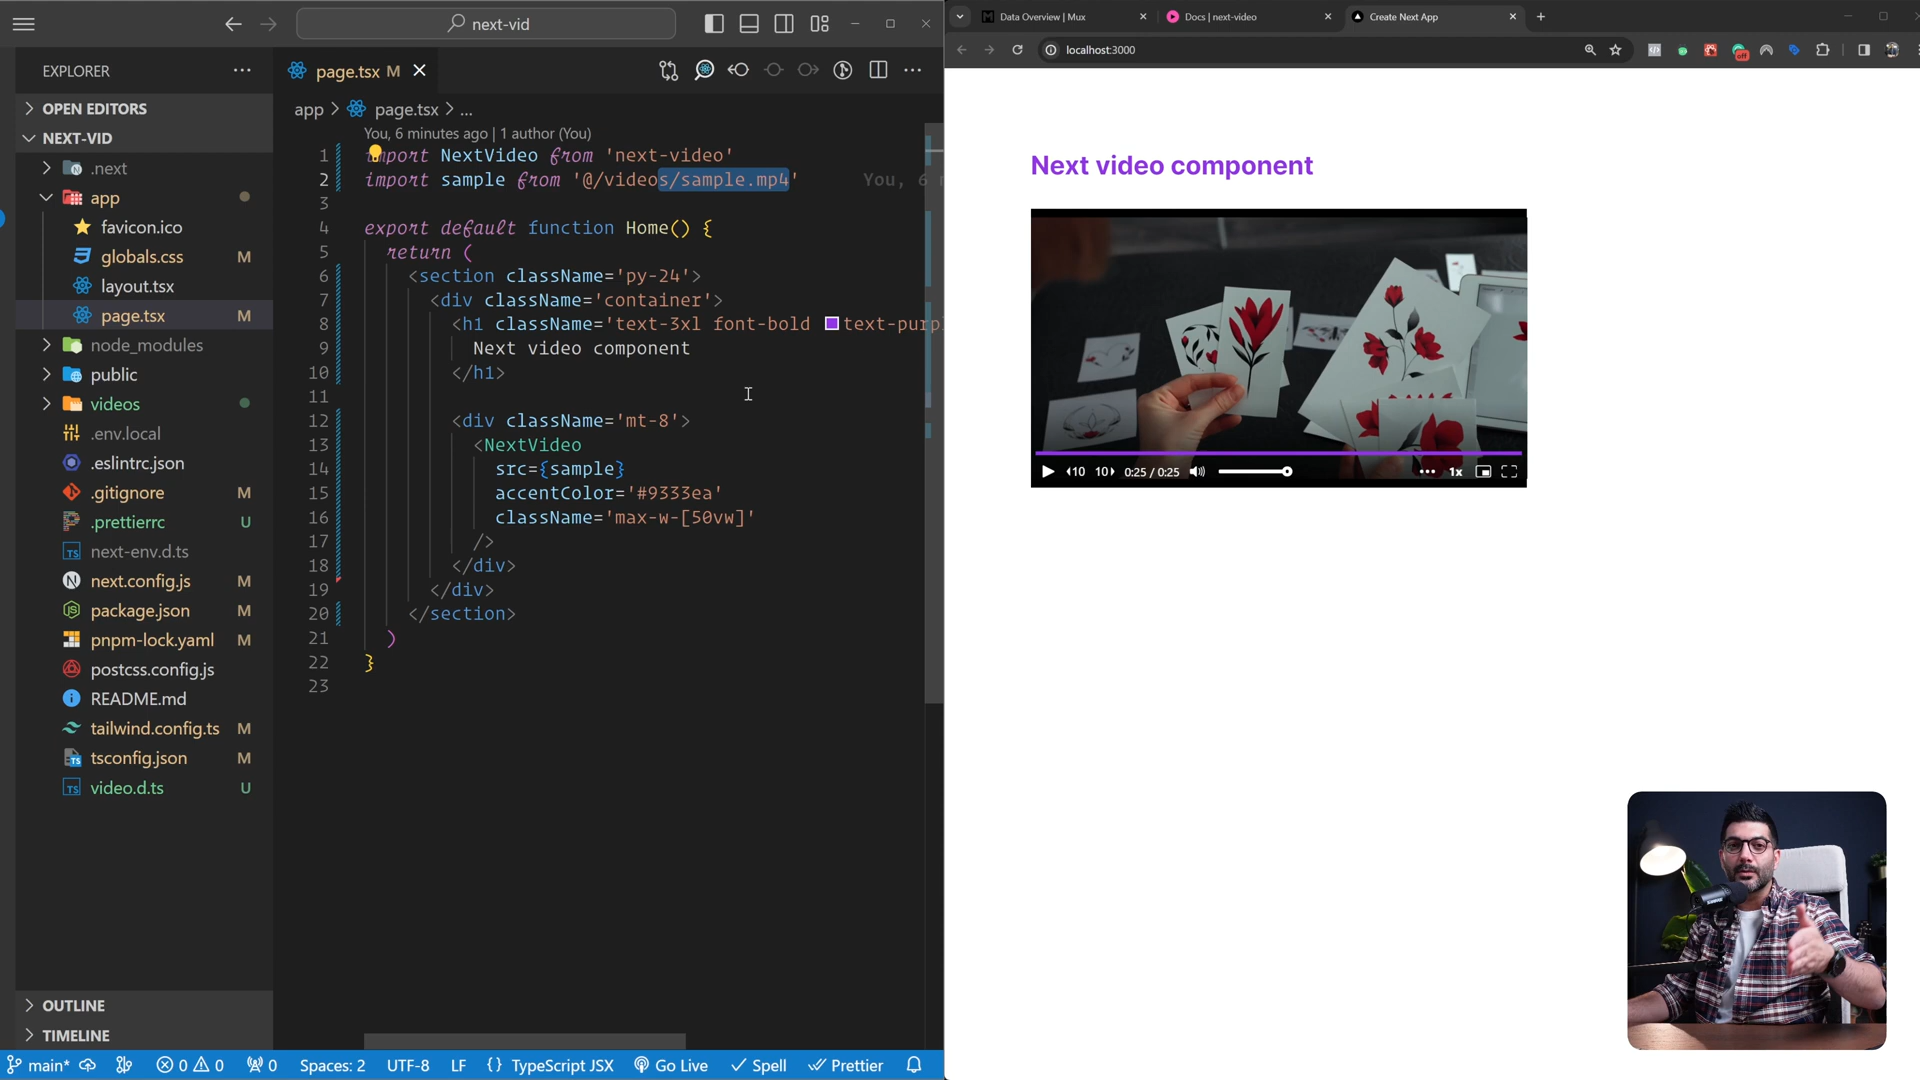 next-vid
EXPLORER
OPEN EDITORS
NEXT-VID
.next
app
favicon.ico
globals.css M
layout.tsx
page.tsx M
node_modules
public
videos
.env.local
.eslintrc.json
.gitignore M
.prettierrc U
next-env.d.ts
next.config.js M
package.json M
pnpm-lock.yaml M
postcss.config.js
README.md
tailwind.config.ts M
tsconfig.json M
video.d.ts U
OUTLINE
TIMELINE
page.tsx M
app > page.tsx > ...
You, 6 minutes ago | 1 author (You)
1 import NextVideo from 'next-video'
2 import sample from '@/videos/sample.mp4' You, 6
3
4 export default function Home() {
5 return (
6 <section className='py-24'>
7 <div className='container'>
8 <h1 className='text-3xl font-bold text-purpl
9 Next video component
10 </h1>
11
12 <div className='mt-8'>
13 <NextVideo
14 src={sample}
15 accentColor='#9333ea'
16 className='max-w-[50vw]'
17 />
18 </div>
19 </div>
20 </section>
21 )
22 }
23
main* 0 0 0 Spaces: 2 UTF-8 LF {} TypeScript JSX Go Live Spell Prettier
Data Overview | Mux
Docs | next-video
Create Next App
localhost:3000
off
Next video component
10 10 0:25 / 0:25 1x